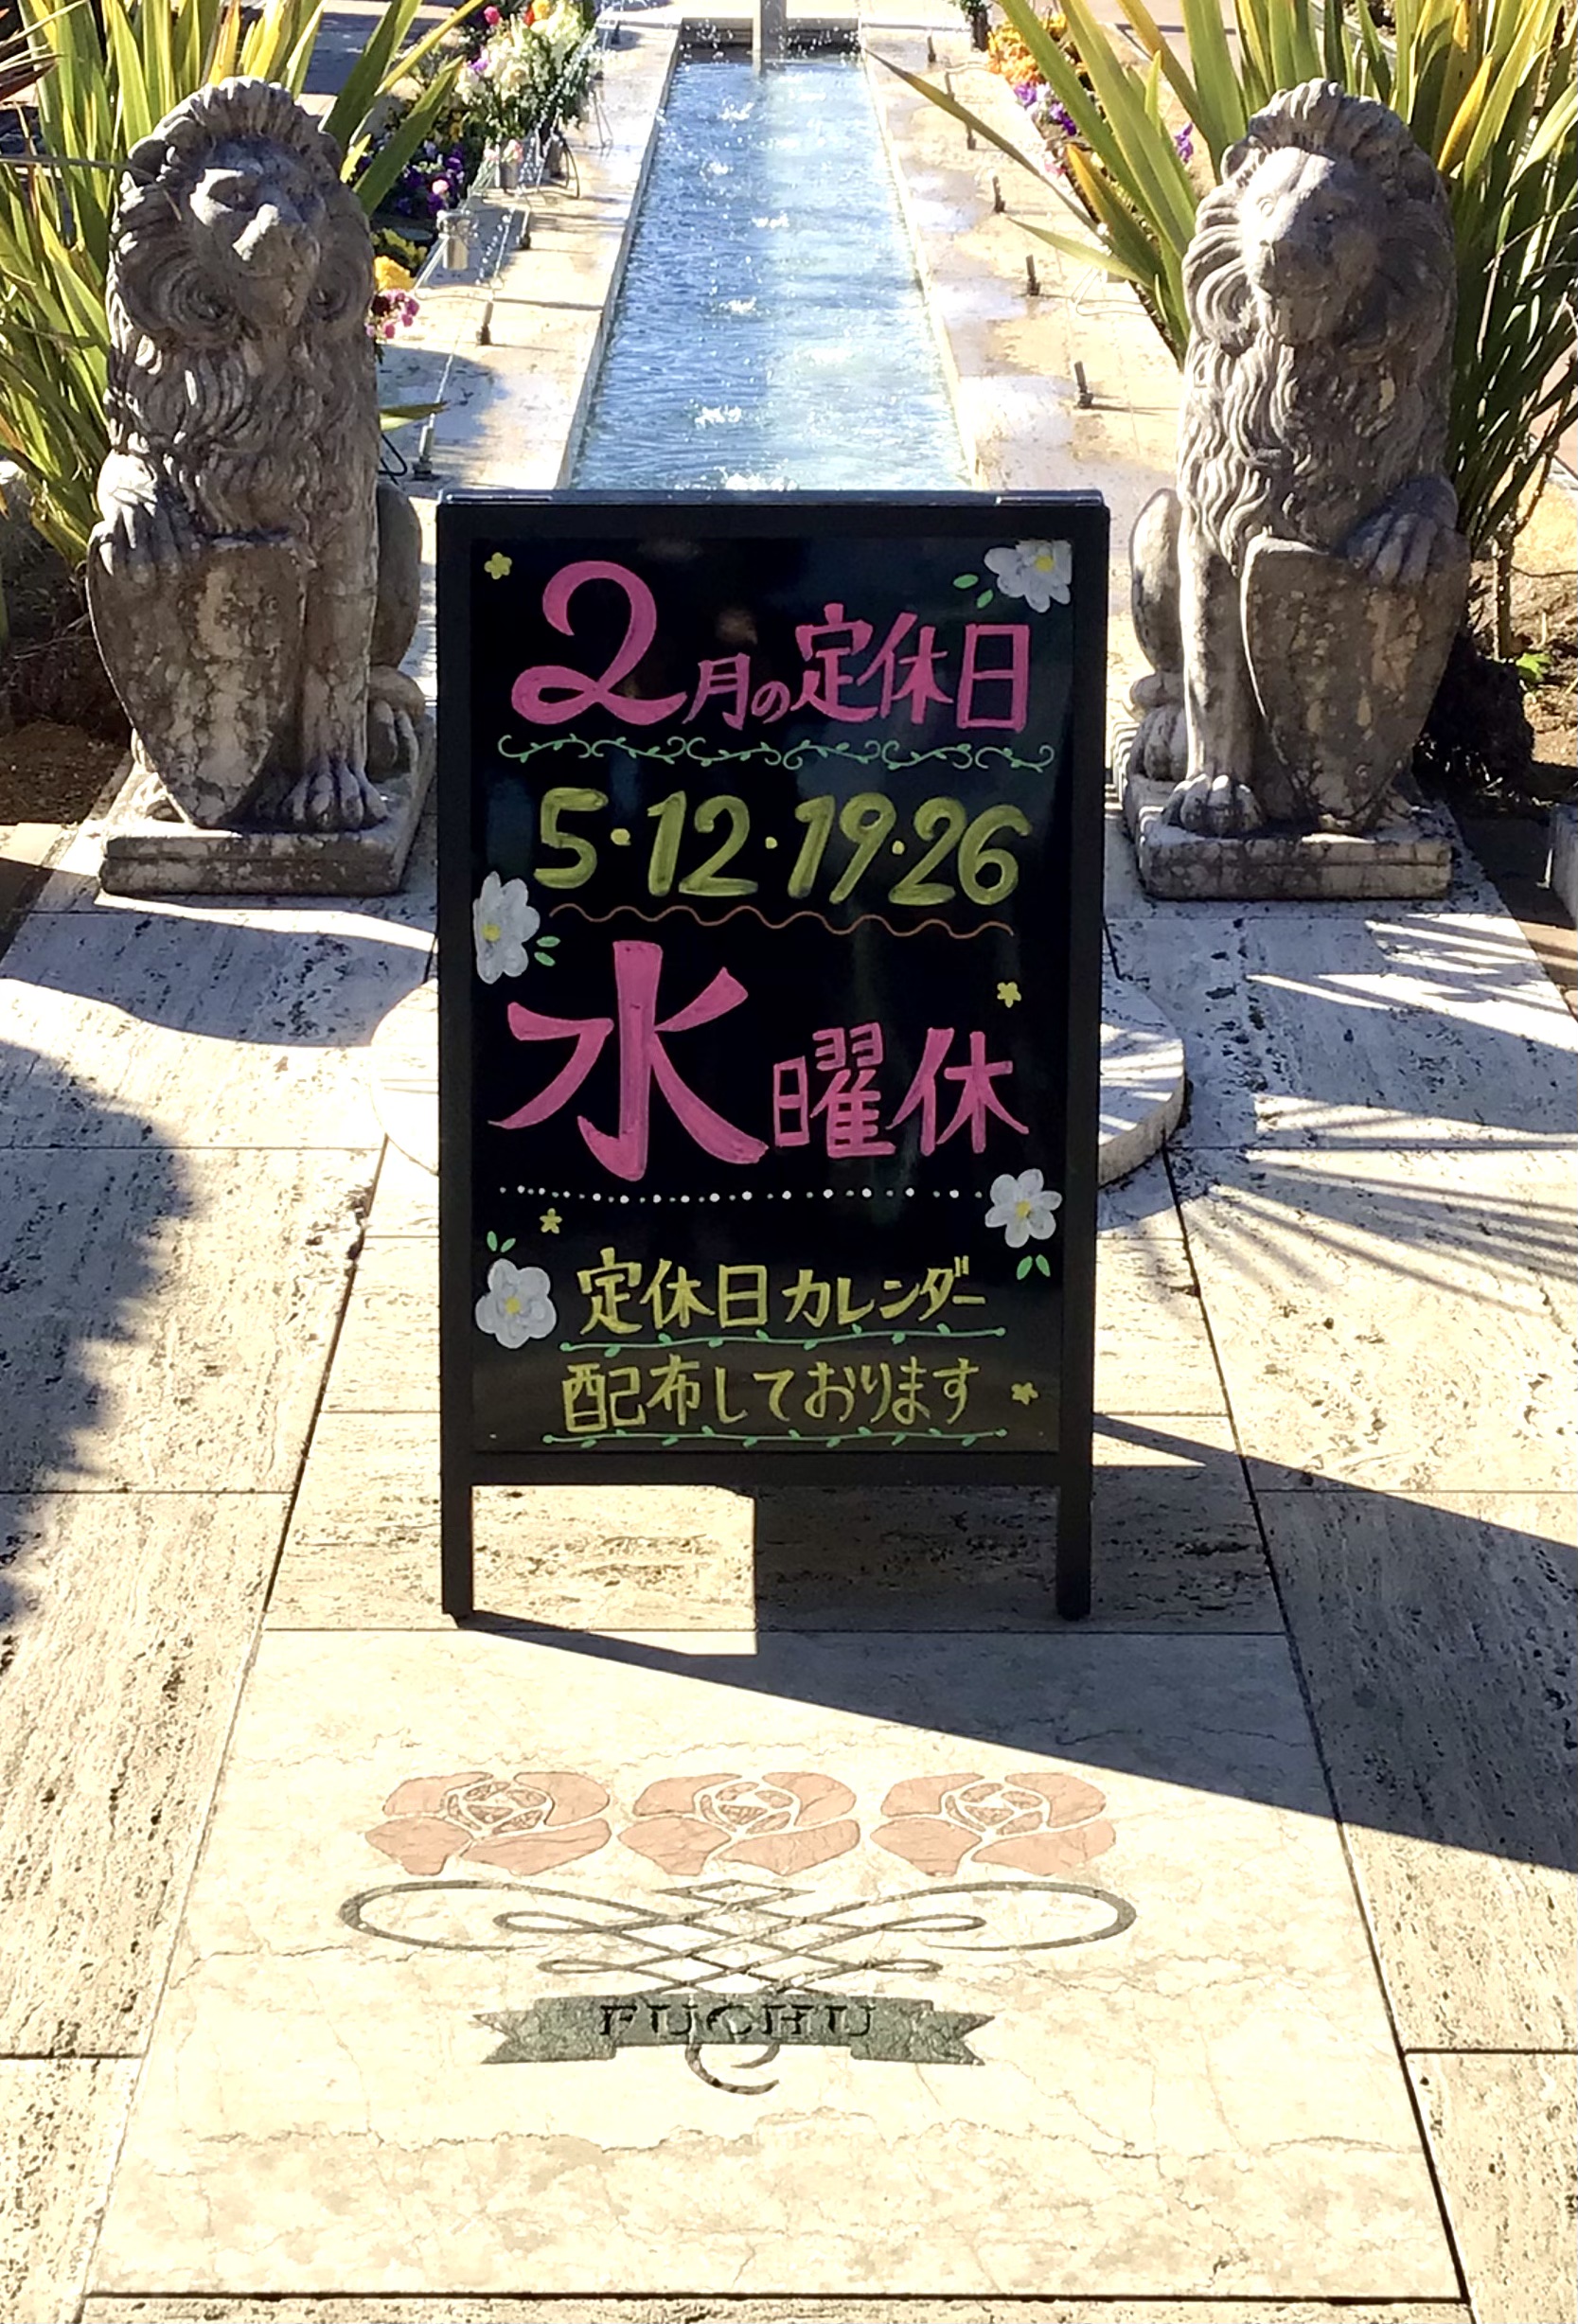 2月の定休日
5・12・19・26
水曜休
定休日カレンダー
配布しております
FUCHU